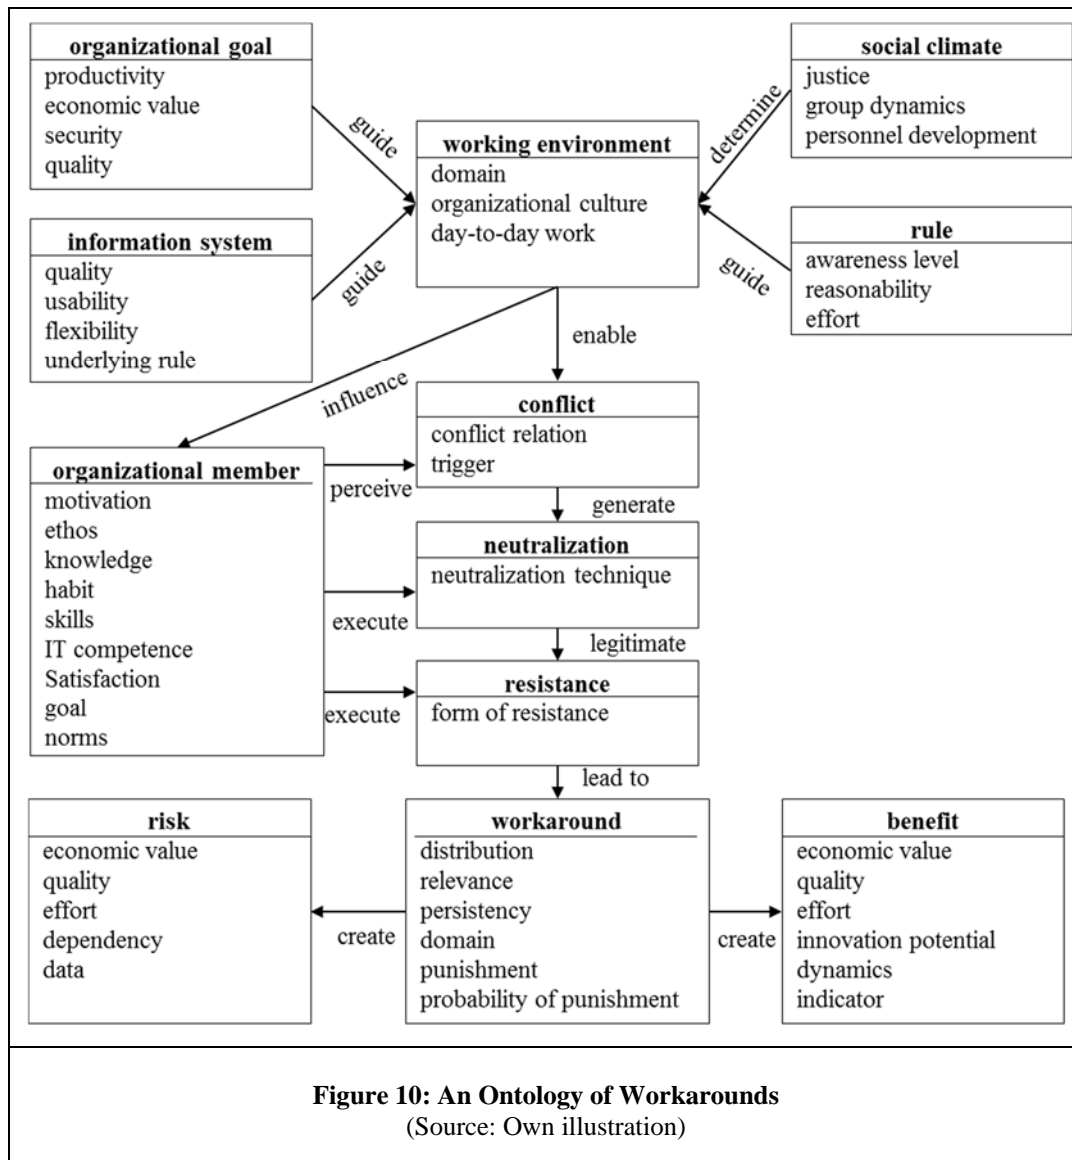 organizational goal
productivity
economic value
security
quality
social climate
justice
group dynamics
personnel development
guide
determine
working environment
domain
organizational culture
day-to-day work
information system
quality
usability
flexibility
underlying rule
guide
rule
awareness level
reasonability
effort
guide
enable
influence
conflict
conflict relation
trigger
organizational member
motivation
ethos
knowledge
habit
skills
IT competence
Satisfaction
goal
norms
perceive
generate
neutralization
neutralization technique
execute
legitimate
resistance
form of resistance
execute
lead to
risk
economic value
quality
effort
dependency
data
create
workaround
distribution
relevance
persistency
domain
punishment
probability of punishment
create
benefit
economic value
quality
effort
innovation potential
dynamics
indicator
Figure 10: An Ontology of Workarounds
(Source: Own illustration)